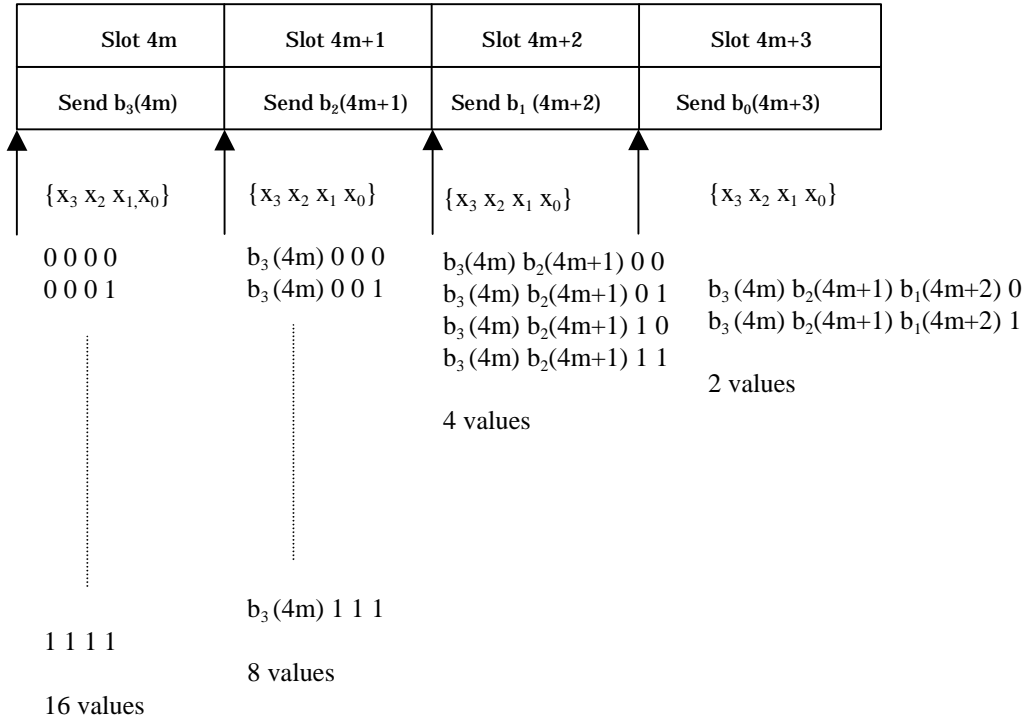 Slot 4m Slot 4m+1 Slot 4m+2 Slot 4m+3
Send b₃(4m) Send b₂(4m+1) Send b₁ (4m+2) Send b₀(4m+3)
{x₃ x₂ x₁,x₀}
0 0 0 0
0 0 0 1
1 1 1 1
16 values
{x₃ x₂ x₁ x₀}
b₃(4m) 0 0 0
b₃(4m) 0 0 1
b₃(4m) 1 1 1
8 values
{x₃ x₂ x₁ x₀}
b₃(4m) b₂(4m+1) 0 0
b₃(4m) b₂(4m+1) 0 1
b₃(4m) b₂(4m+1) 1 0
b₃(4m) b₂(4m+1) 1 1
4 values
{x₃ x₂ x₁ x₀}
b₃(4m) b₂(4m+1) b₁(4m+2) 0
b₃(4m) b₂(4m+1) b₁(4m+2) 1
2 values